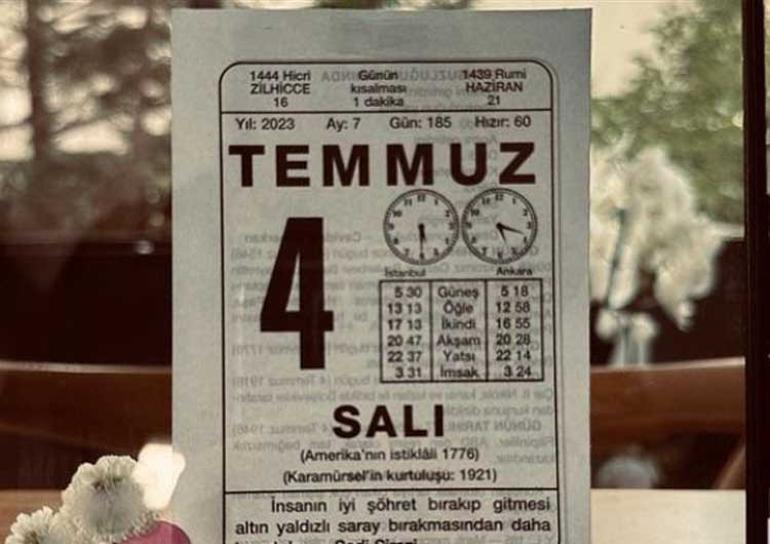 1444 Hicri Günün 1439 Rumi
ZİLHİCCE kısalması HAZİRAN
16 1 dakika 21
Yıl: 2023 Ay: 7 Gün: 185 Hızır: 60
TEMMUZ
4
İstanbul Ankara
5 30 Güneş 5 18
13 13 Öğle 12 58
17 13 İkindi 16 55
20 47 Akşam 20 28
22 37 Yatsı 22 14
3 31 İmsak 3 24
SALI
(Amerika'nın istiklâli 1776)
(Karamürsel'in kurtuluşu: 1921)
İnsanın iyi şöhret bırakıp gitmesi
altın yaldızlı saray bırakmasından daha